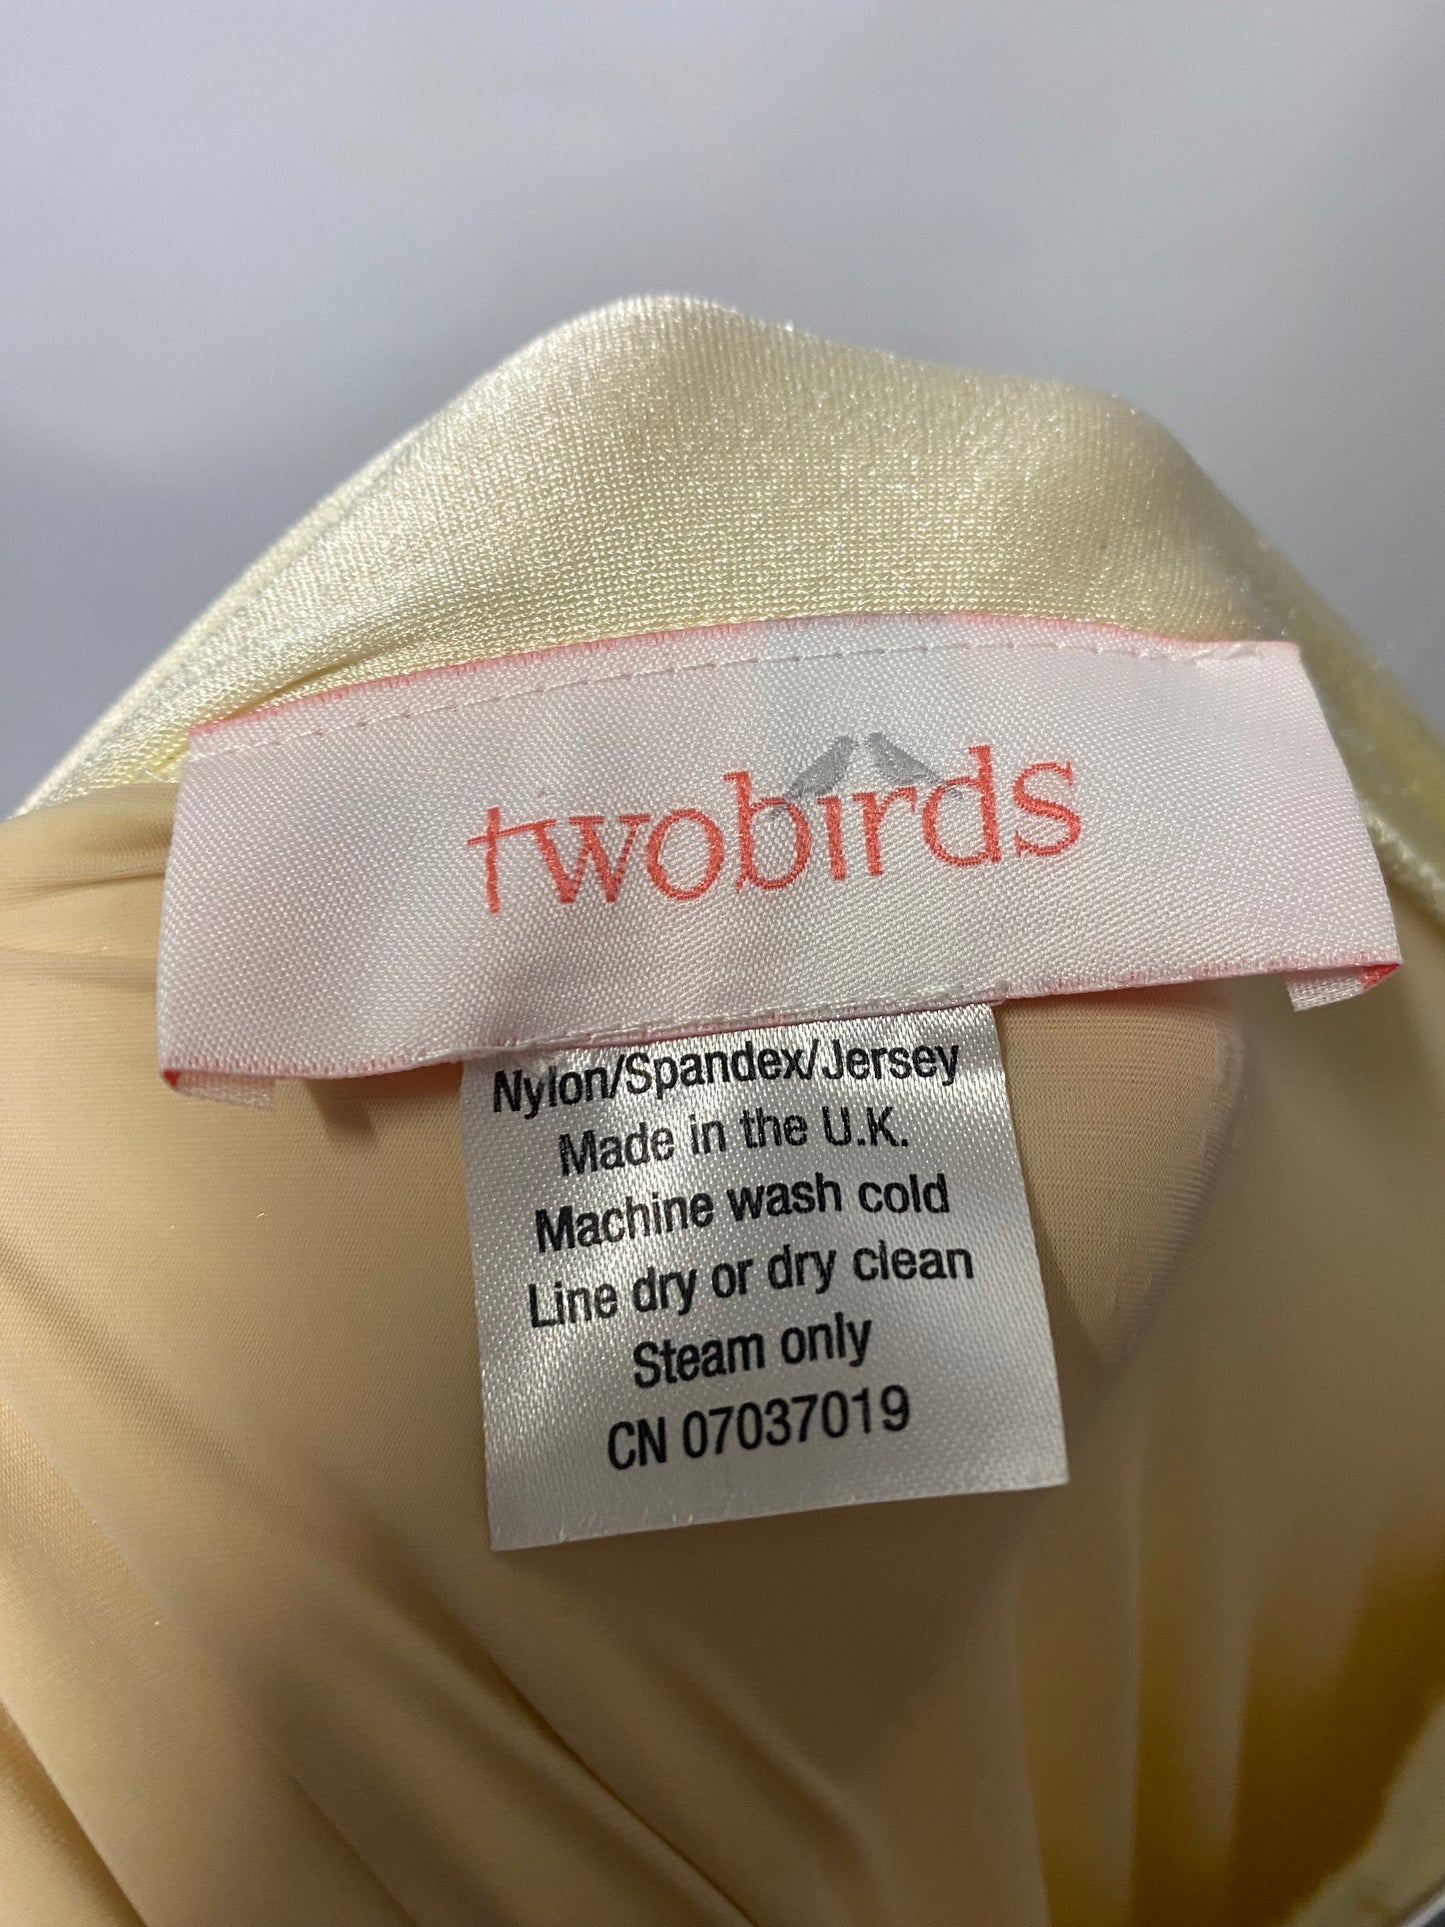 twobirds
Nylon/Spandex/Jersey
Made in the U.K.
Machine wash cold
Line dry or dry clean
Steam only
CN 07037019